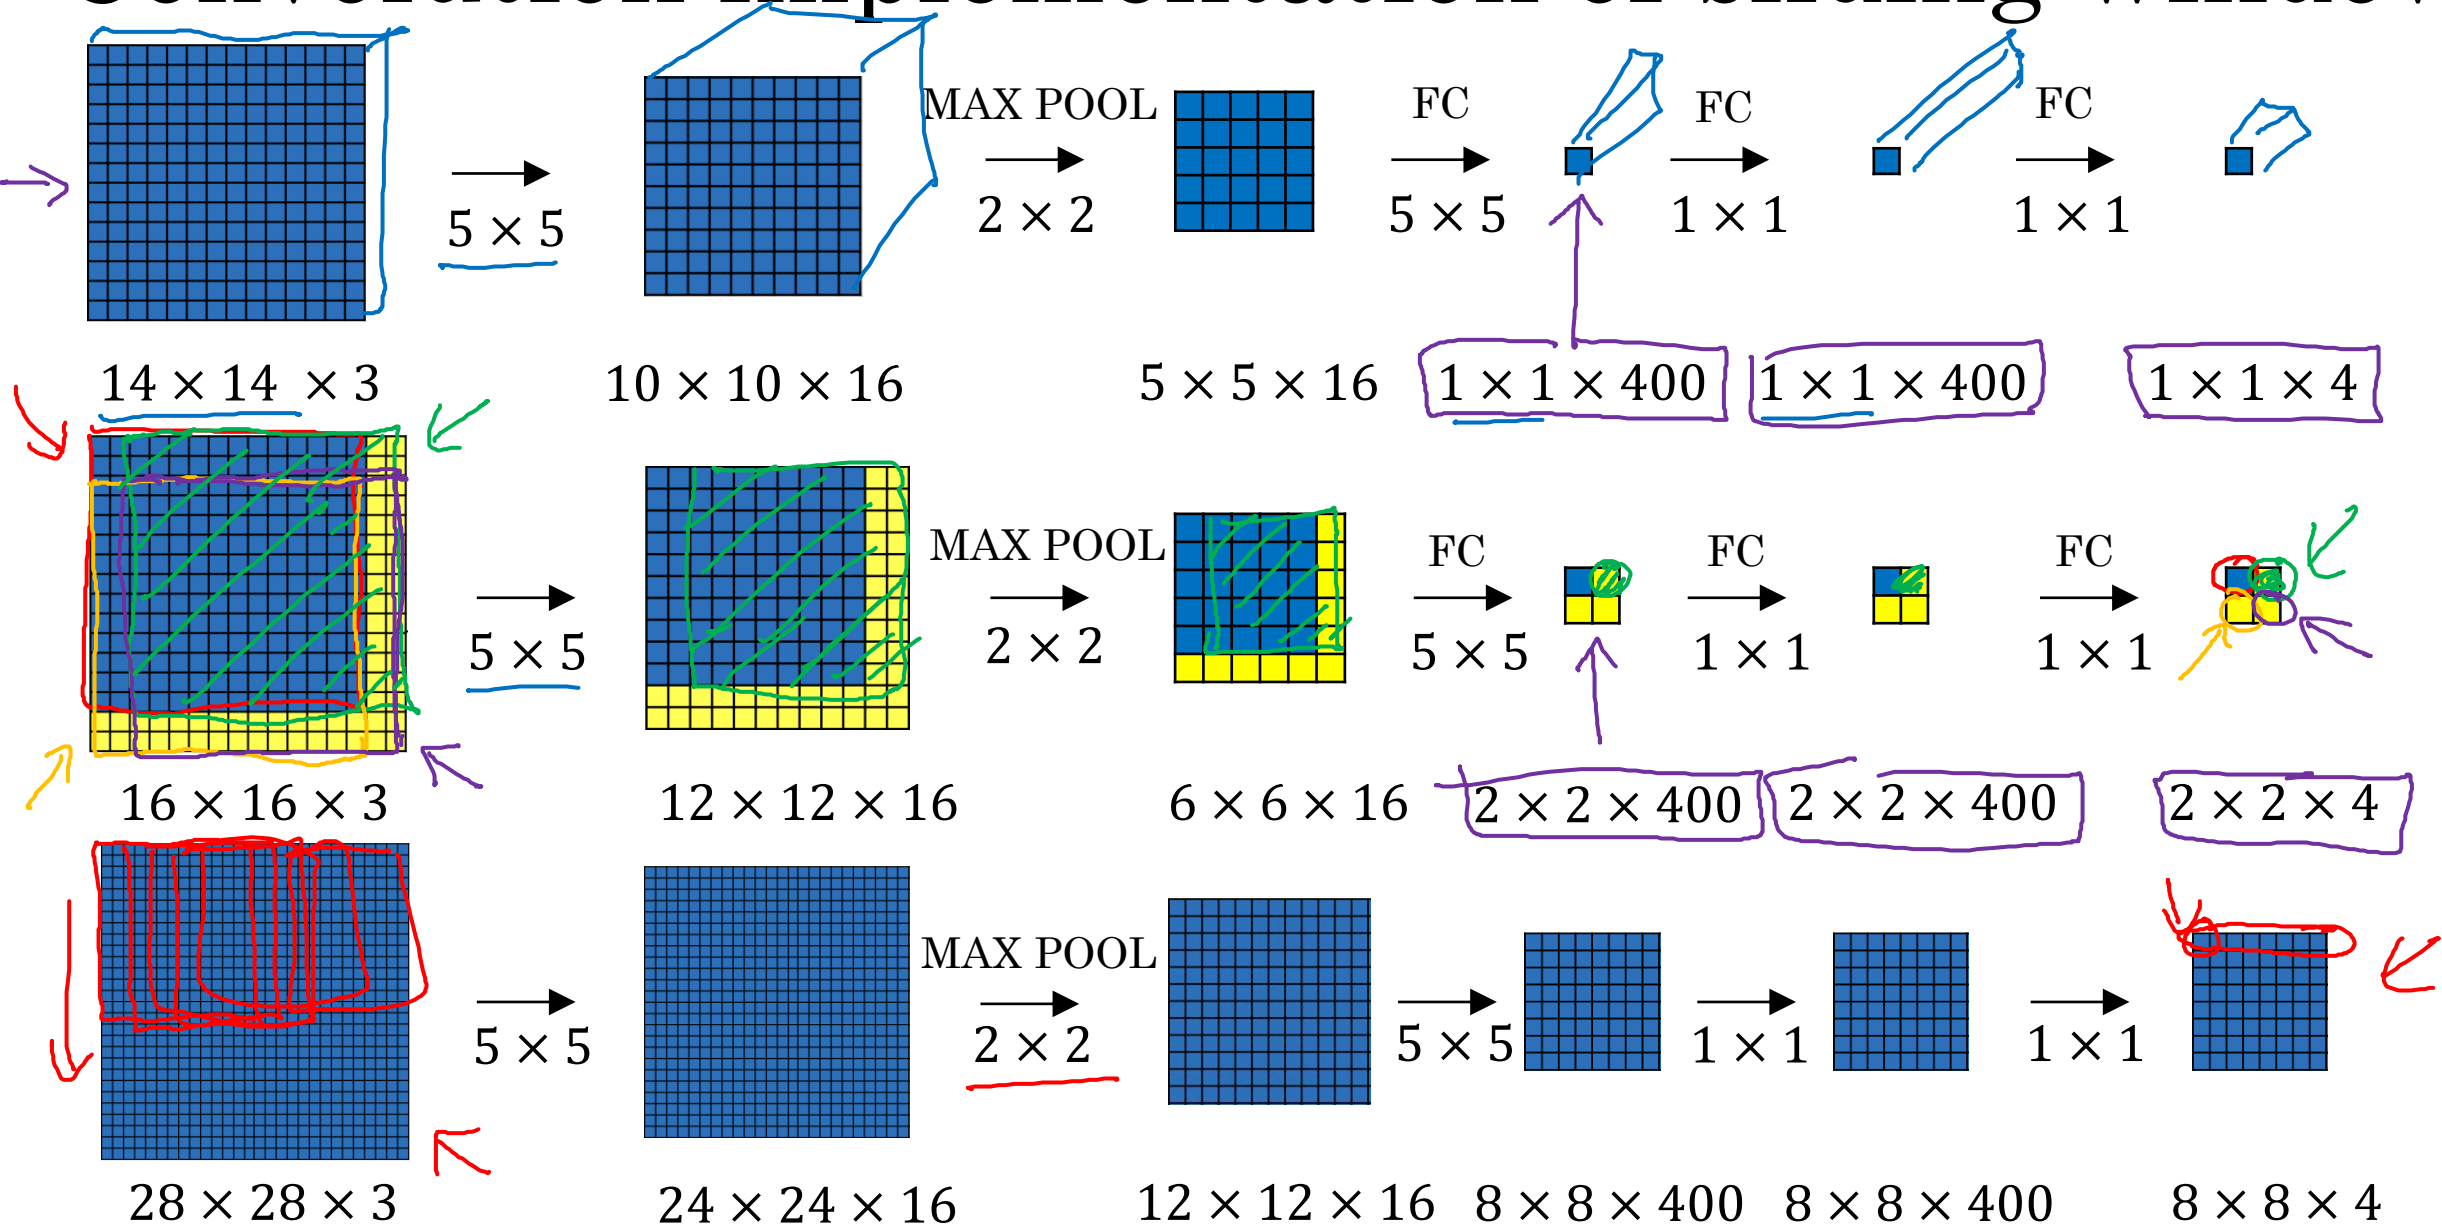 MAX POOL FC FC FC
5 × 5 2 × 2 5 × 5 1 × 1 1 × 1
14 × 14 × 3 10 × 10 × 16 5 × 5 × 16 1 × 1 × 400 1 × 1 × 400 1 × 1 × 4
MAX POOL FC FC FC
5 × 5 2 × 2 5 × 5 1 × 1 1 × 1
16 × 16 × 3 12 × 12 × 16 6 × 6 × 16 2 × 2 × 400 2 × 2 × 400 2 × 2 × 4
MAX POOL
5 × 5 2 × 2 5 × 5 1 × 1 1 × 1
28 × 28 × 3 24 × 24 × 16 12 × 12 × 16 8 × 8 × 400 8 × 8 × 400 8 × 8 × 4